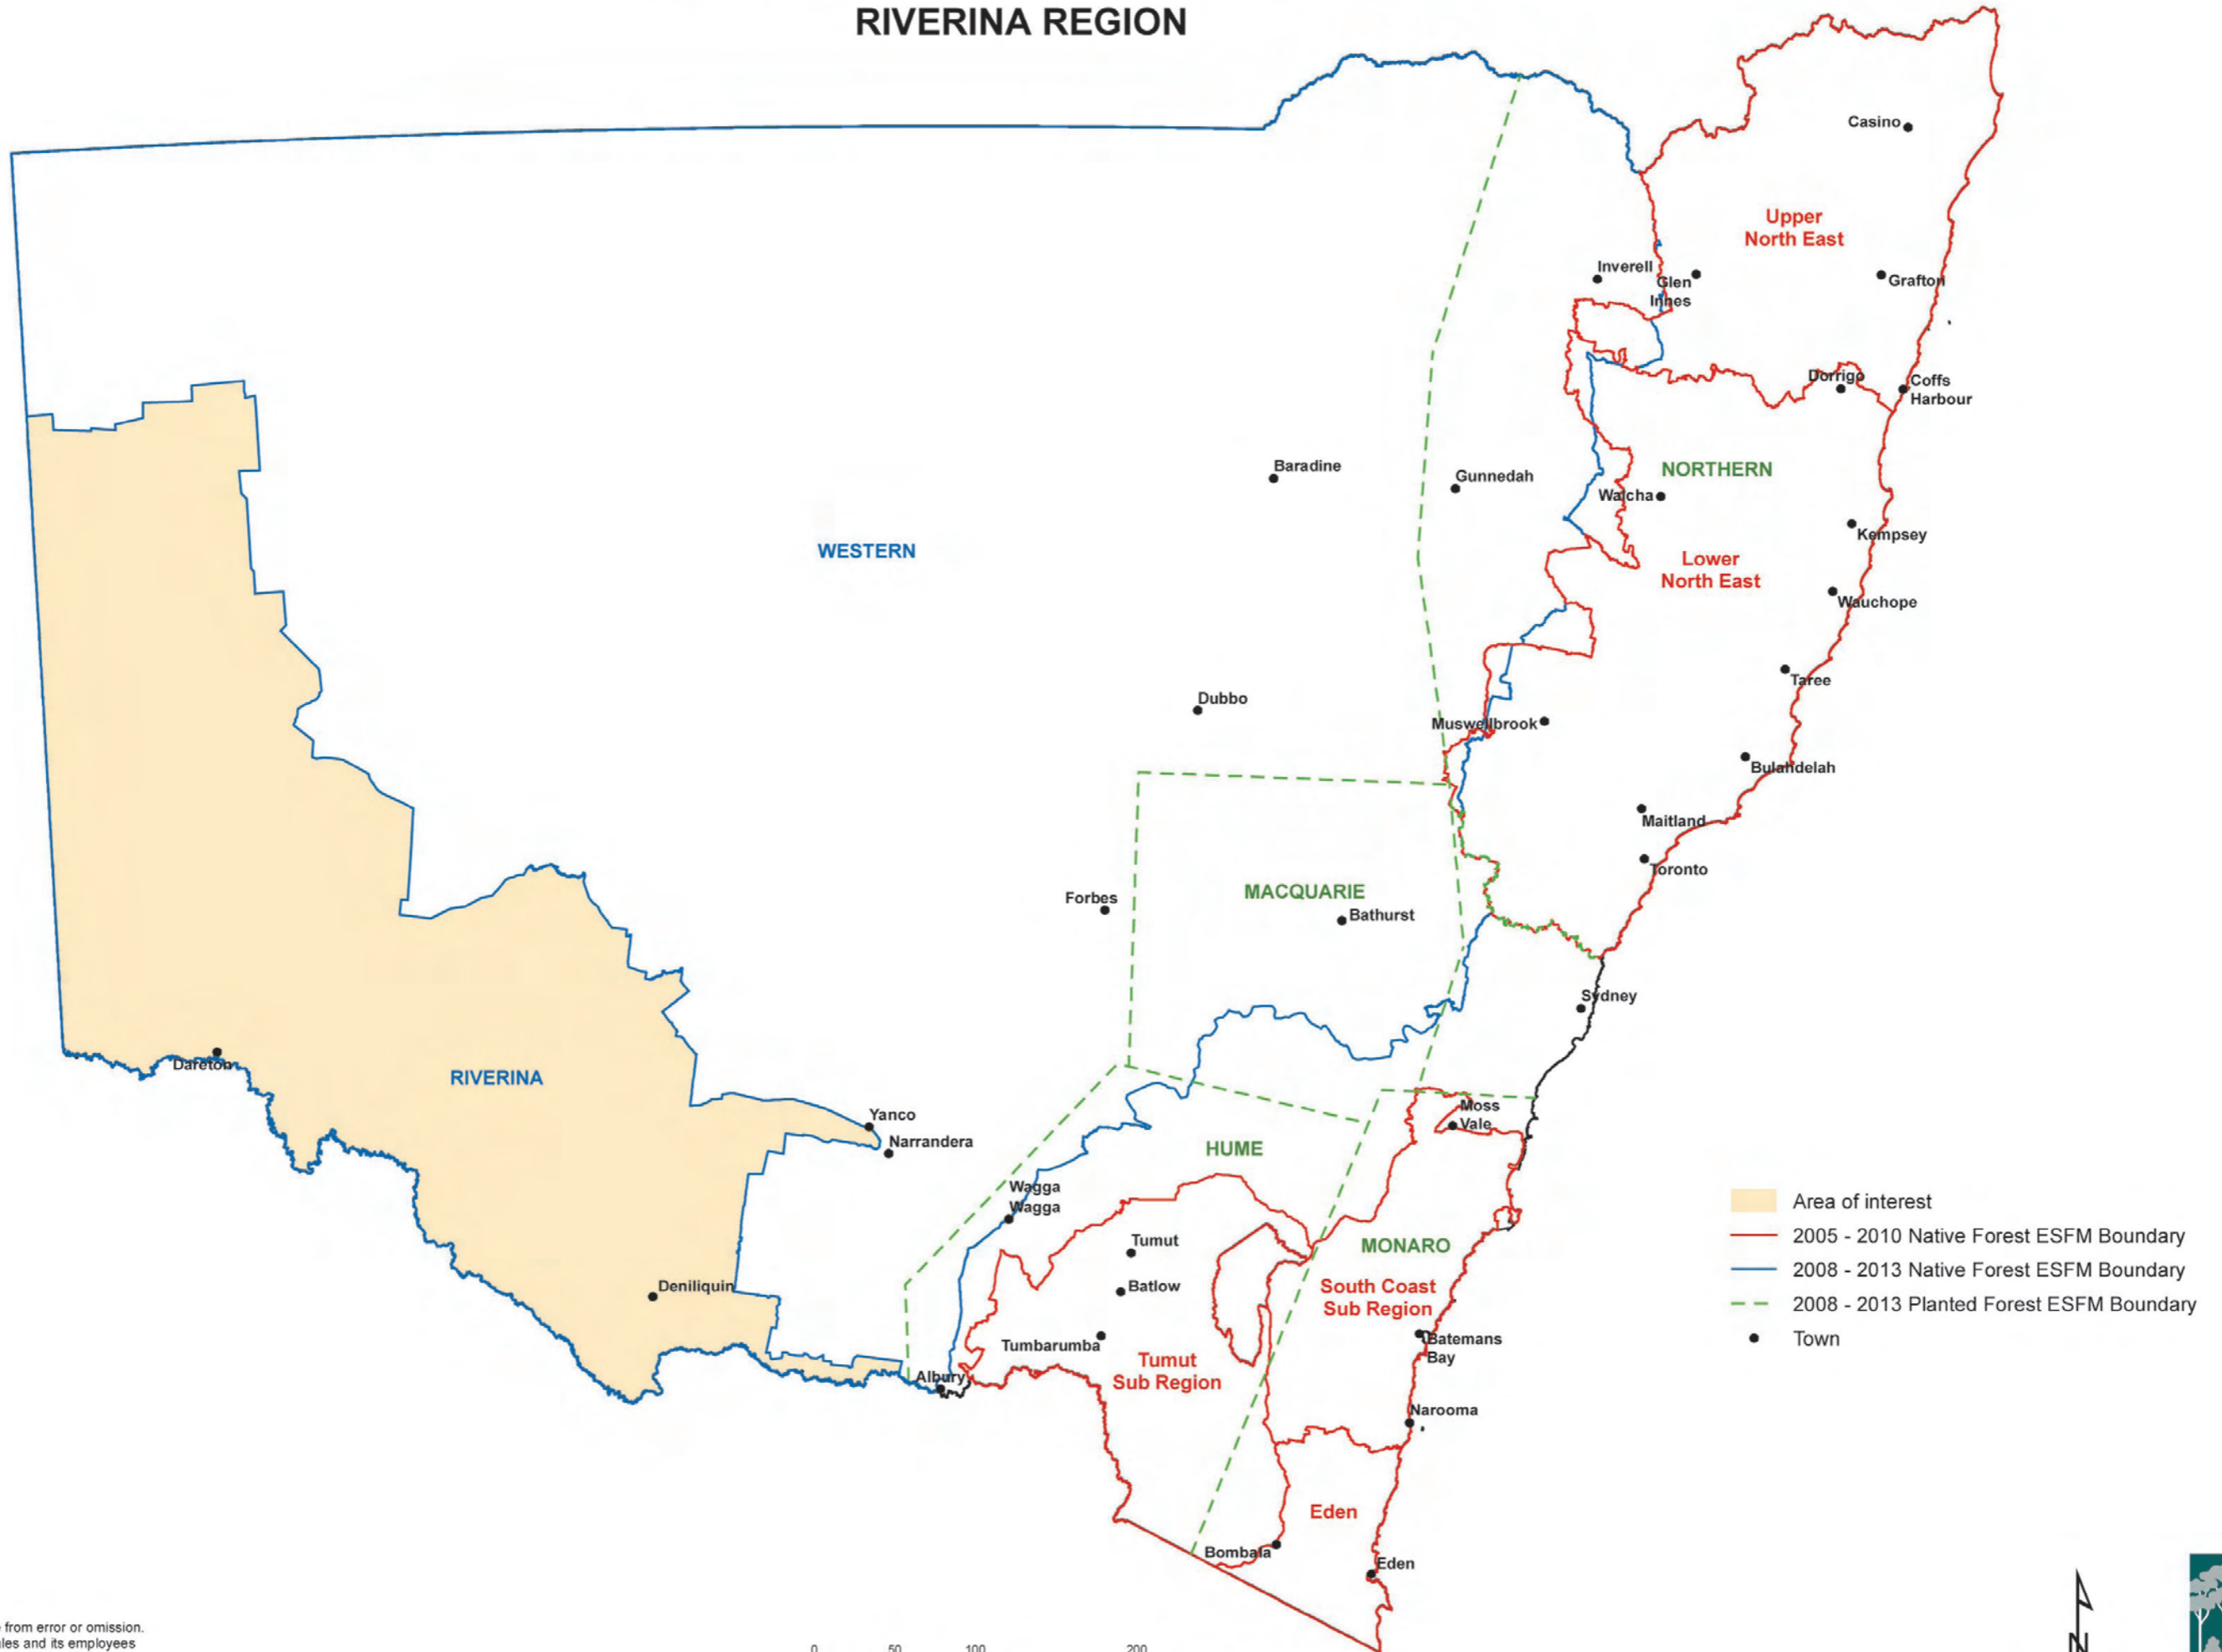 RIVERINA REGION
Casino
Upper
North East
Inverell
Glen
Innes
Grafton
Dorrigo
Coffs
Harbour
Baradine
Gunnedah
NORTHERN
Walcha
Kempsey
WESTERN
Lower
North East
Wauchope
Taree
Dubbo
Muswellbrook
Bulahdelah
Maitland
Toronto
MACQUARIE
Forbes
Bathurst
Sydney
Dareton
RIVERINA
Yanco
Narrandera
Moss
Vale
HUME
Wagga
Wagga
Tumut
MONARO
Deniliquin
Batlow
South Coast
Sub Region
Tumbarumba
Batemans
Bay
Tumut
Sub Region
Albury
Narooma
Eden
Bombala
Eden
Area of interest
2005 - 2010 Native Forest ESFM Boundary
2008 - 2013 Native Forest ESFM Boundary
2008 - 2013 Planted Forest ESFM Boundary
Town
from error or omission.
and its employees
0 50 100 200
N